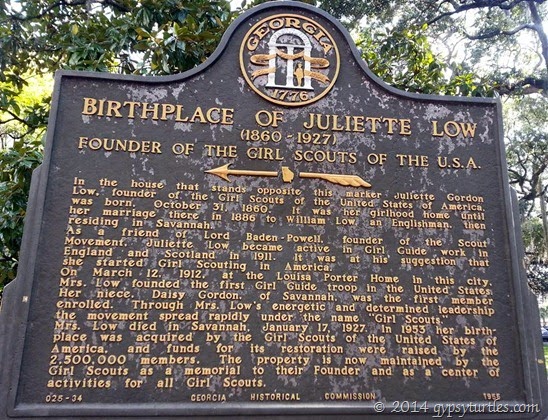 GEORGIA
1776
BIRTHPLACE OF JULIETTE LOW
(1860-1927)
FOUNDER OF THE GIRL SCOUTS OF THE U.S.A.
In the house that stands opposite this marker Juliette Gordon
Low, founder of the Girl Scouts of the United States of America,
was born, October 31, 1860. It was her girlhood home until
her marriage there in 1886 to William Low, an Englishman, then
residing in Savannah.
As a friend of Lord Baden-Powell, founder of the Scout
Movement, Juliette Low became active in Girl Guide work in
England and Scotland in 1911. It was at his suggestion that
she started Girl Scouting in America.
On March 12, 1912, at the Louisa Porter Home in this city,
Mrs. Low founded the first Girl Guide troop in the United States.
Her niece, Daisy Gordon, of Savannah, was the first member
enrolled. Through Mrs. Low's energetic and determined leadership
the movement spread rapidly under the name "Girl Scouts."
Mrs. Low died in Savannah, January 17, 1927. In 1953 her birth-
place was acquired by the Girl Scouts of the United States of
America, and funds for its restoration were raised by the
2,500,000 members. The property is now maintained by the
Girl Scouts as a memorial to their Founder and as a center of
activities for all Girl Scouts.
025-34 GEORGIA HISTORICAL COMMISSION 1955
© 2014 gypsyturtles.com